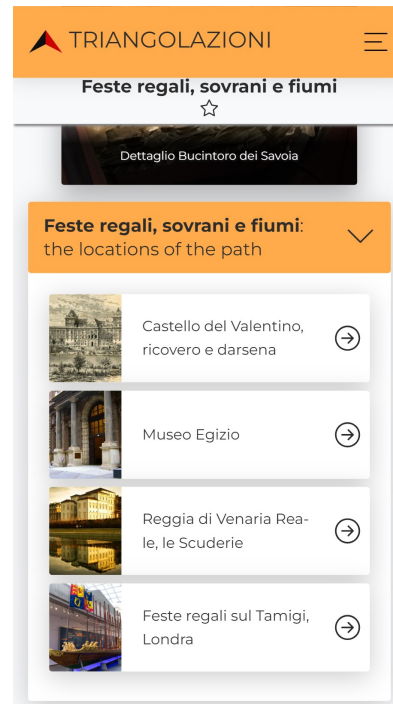 TRIANGOLAZIONI
Feste regali, sovrani e fiumi
Dettaglio Bucintoro dei Savoia
Feste regali, sovrani e fiumi:
the locations of the path
Castello del Valentino,
ricovero e darsena
Museo Egizio
Reggia di Venaria Rea-
le, le Scuderie
Feste regali sul Tamigi,
Londra